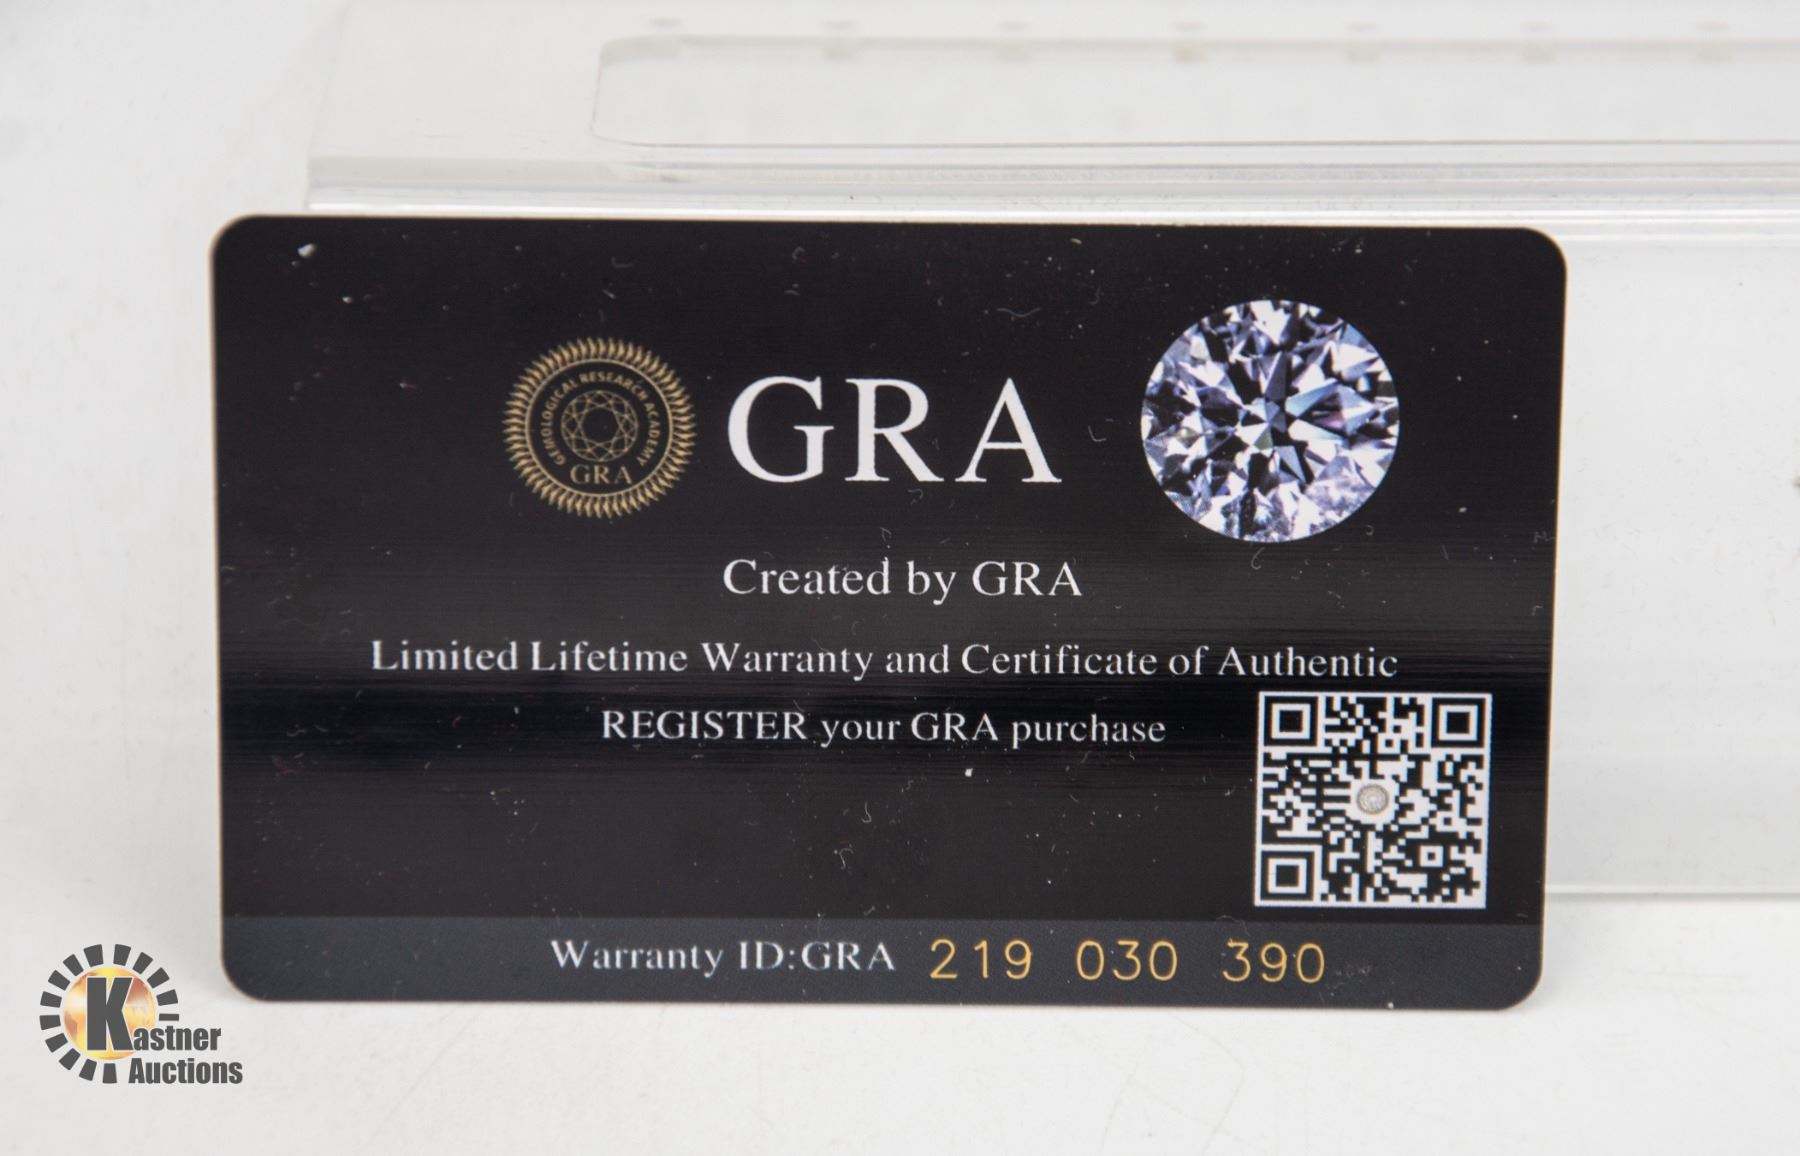 GEMOLOGICAL RESEARCH ACADEMY
GRA
GRA
Created by GRA
Limited Lifetime Warranty and Certificate of Authentic
REGISTER your GRA purchase
Warranty ID:GRA 219 030 390
Kastner
Auctions